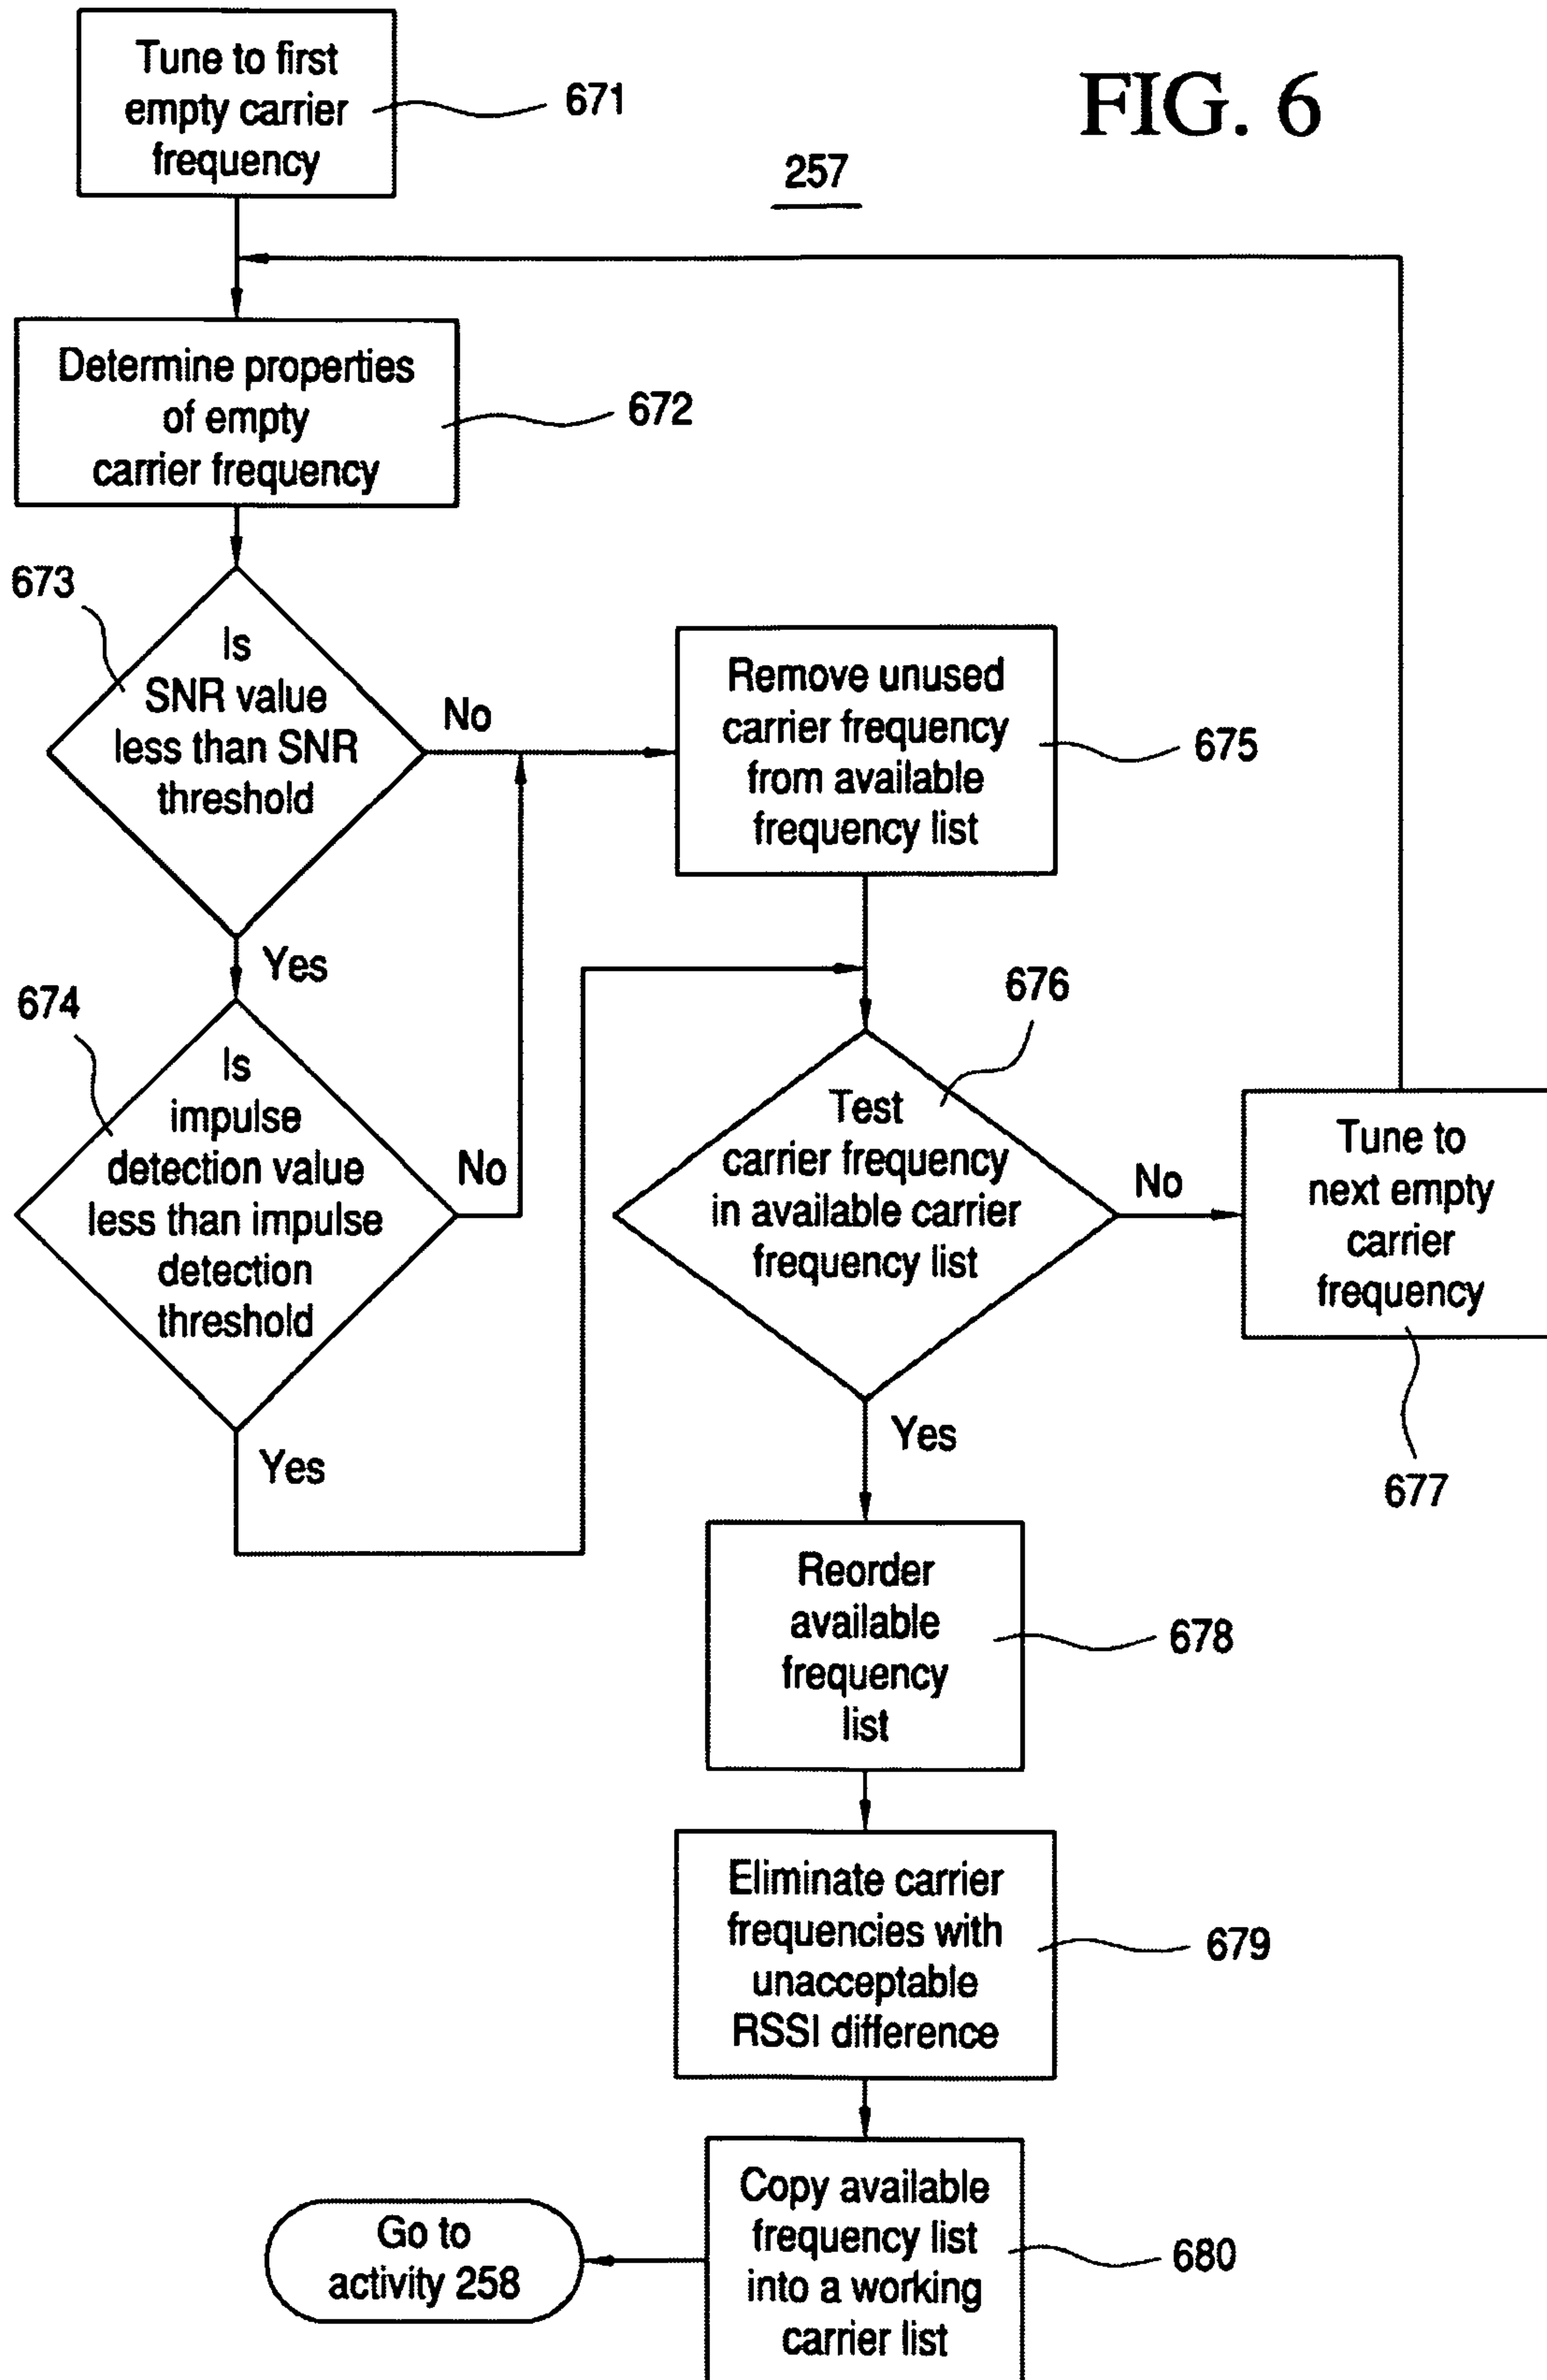 FIG. 6
257
Tune to first
empty carrier
frequency
671
Determine properties
of empty
carrier frequency
672
673
Is
SNR value
less than SNR
threshold
No
Yes
Remove unused
carrier frequency
from available
frequency list
675
674
Is
impulse
detection value
less than impulse
detection
threshold
No
Yes
676
Test
carrier frequency
in available carrier
frequency list
No
Yes
Tune to
next empty
carrier
frequency
677
Reorder
available
frequency
list
678
Eliminate carrier
frequencies with
unacceptable
RSSI difference
679
Copy available
frequency list
into a working
carrier list
680
Go to
activity 258